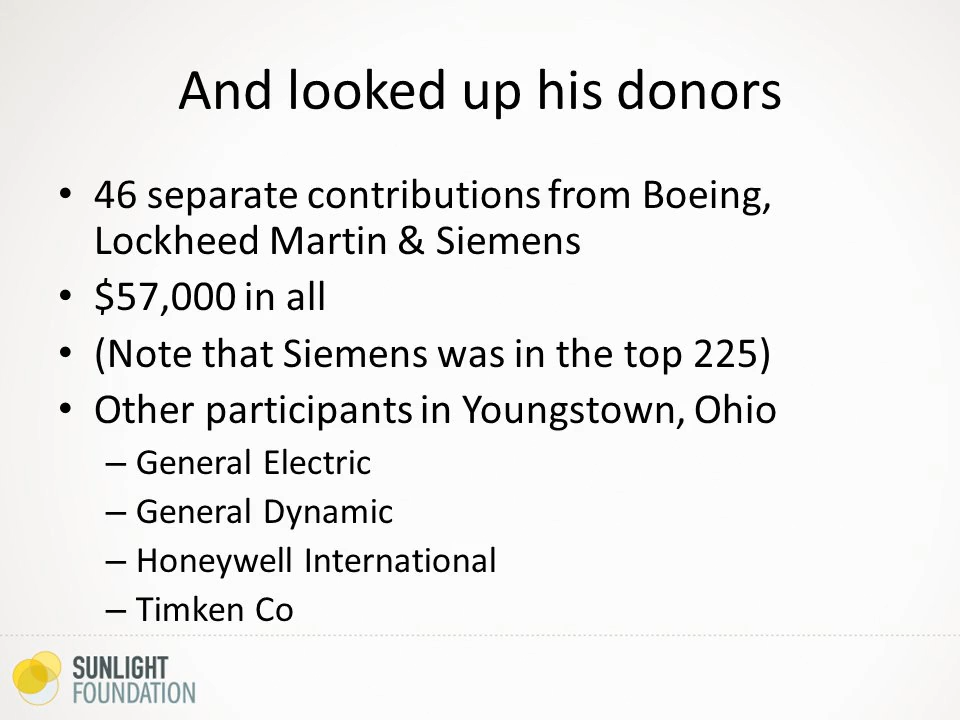 And looked up his donors
• 46 separate contributions from Boeing,
Lockheed Martin & Siemens
• $57,000 in all
• (Note that Siemens was in the top 225)
• Other participants in Youngstown, Ohio
– General Electric
– General Dynamic
– Honeywell International
– Timken Co
SUNLIGHT
FOUNDATION